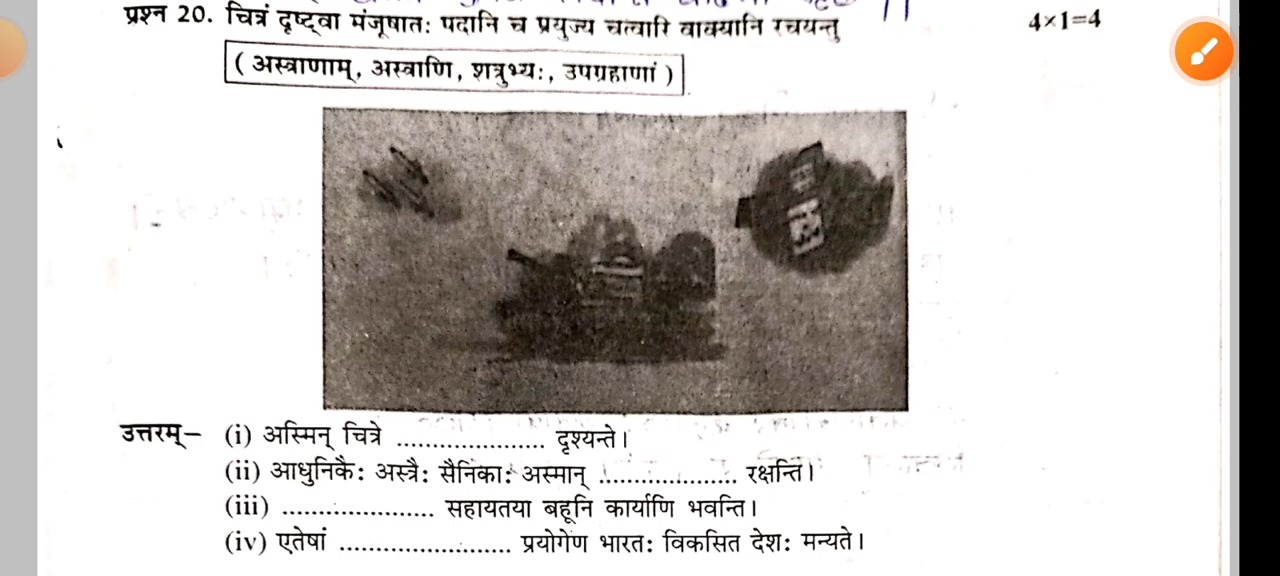 प्रश्न 20. चित्रं दृष्ट्वा मंजूषातः पदानि च प्रयुज्य चत्वारि वाक्यानि रचयन्तु 4×1=4
( अस्त्राणाम्, अस्त्राणि, शत्रुभ्यः, उपग्रहाणां )
उत्तरम्– (i) अस्मिन् चित्रे ...................... दृश्यन्ते।
(ii) आधुनिकैः अस्त्रैः सैनिकाः अस्मान् .................... रक्षन्ति।
(iii) ...................... सहायतया बहूनि कार्याणि भवन्ति।
(iv) एतेषां ......................... प्रयोगेण भारतः विकसित देशः मन्यते।